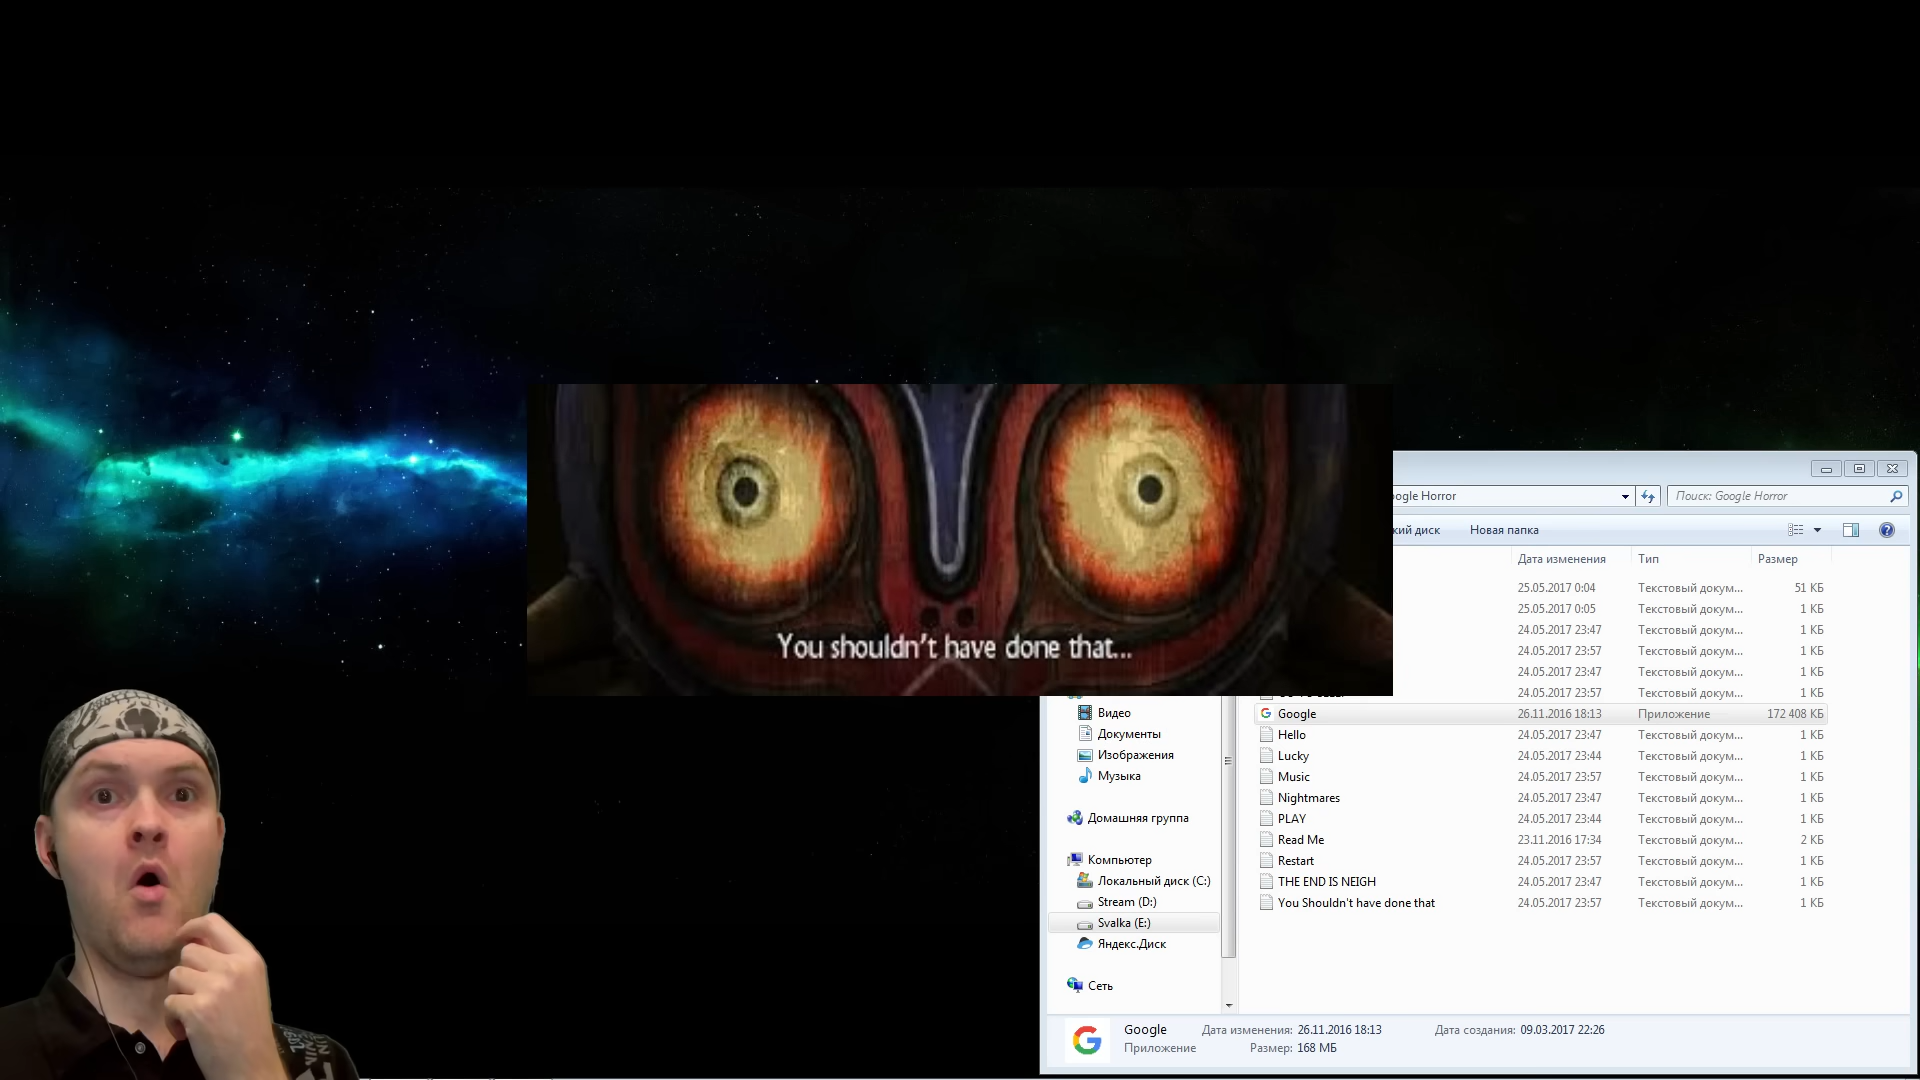 You shouldn't have done that...
ogle Horror
Поиск: Google Horror
кий диск
Новая папка
Дата изменения
Тип
Размер
25.05.2017 0:04 Текстовый докум... 51 КБ
25.05.2017 0:05 Текстовый докум... 1 КБ
24.05.2017 23:47 Текстовый докум... 1 КБ
24.05.2017 23:57 Текстовый докум... 1 КБ
24.05.2017 23:47 Текстовый докум... 1 КБ
24.05.2017 23:57 Текстовый докум... 1 КБ
Google 26.11.2016 18:13 Приложение 172 408 КБ
Hello 24.05.2017 23:47 Текстовый докум... 1 КБ
Lucky 24.05.2017 23:44 Текстовый докум... 1 КБ
Music 24.05.2017 23:57 Текстовый докум... 1 КБ
Nightmares 24.05.2017 23:47 Текстовый докум... 1 КБ
PLAY 24.05.2017 23:44 Текстовый докум... 1 КБ
Read Me 23.11.2016 17:34 Текстовый докум... 2 КБ
Restart 24.05.2017 23:57 Текстовый докум... 1 КБ
THE END IS NEIGH 24.05.2017 23:47 Текстовый докум... 1 КБ
You Shouldn't have done that 24.05.2017 23:57 Текстовый докум... 1 КБ
Видео
Документы
Изображения
Музыка
Домашняя группа
Компьютер
Локальный диск (C:)
Stream (D:)
Svalka (E:)
Яндекс.Диск
Сеть
Google Дата изменения: 26.11.2016 18:13 Дата создания: 09.03.2017 22:26
Приложение Размер: 168 МБ